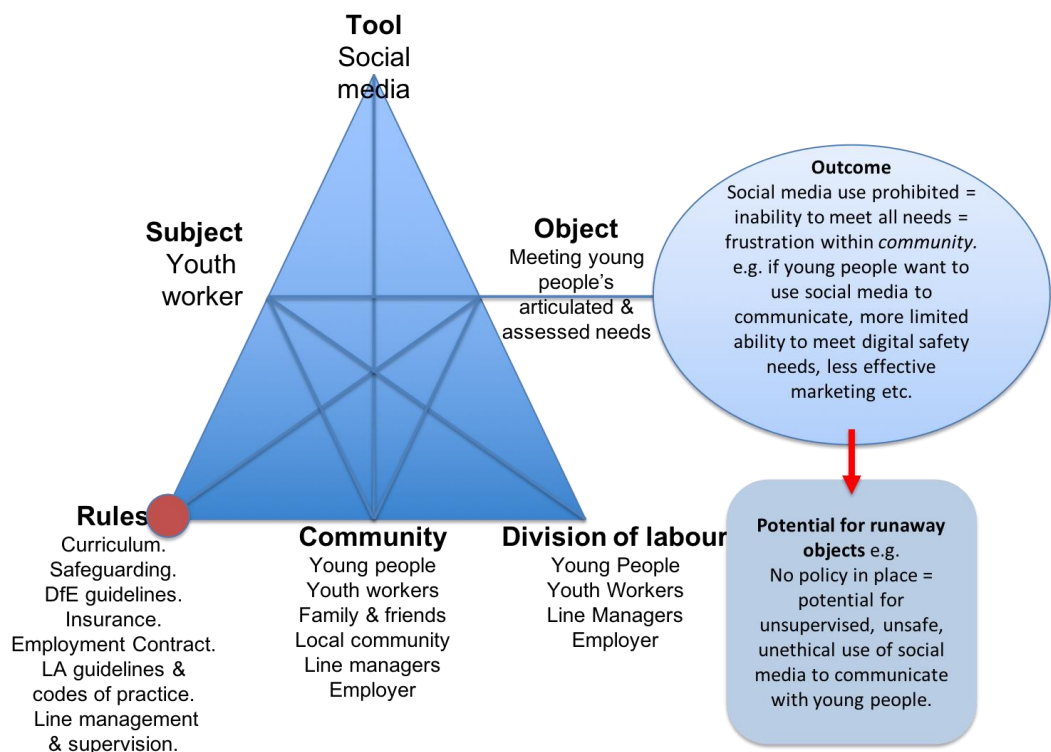 Tool
Social
media
Subject
Youth
worker
Object
Meeting young
people’s
articulated &
assessed needs
Outcome
Social media use prohibited =
inability to meet all needs =
frustration within community.
e.g. if young people want to
use social media to
communicate, more limited
ability to meet digital safety
needs, less effective
marketing etc.
Rules
Curriculum.
Safeguarding.
DfE guidelines.
Insurance.
Employment Contract.
LA guidelines &
codes of practice.
Line management
& supervision.
Community
Young people
Youth workers
Family & friends
Local community
Line managers
Employer
Division of labour
Young People
Youth Workers
Line Managers
Employer
Potential for runaway
objects e.g.
No policy in place =
potential for
unsupervised, unsafe,
unethical use of social
media to communicate
with young people.